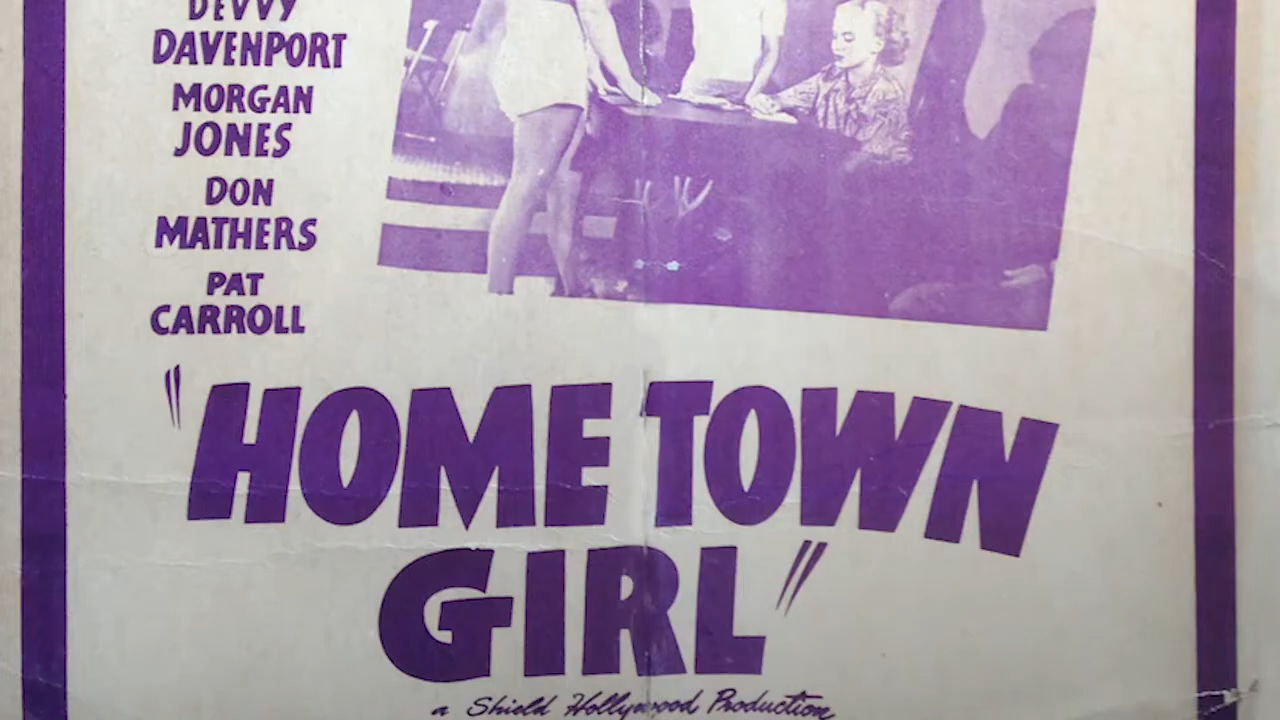 DEVVY
DAVENPORT
MORGAN
JONES
DON
MATHERS
PAT
CARROLL
"HOME TOWN
GIRL"
a Shield Hollywood Production